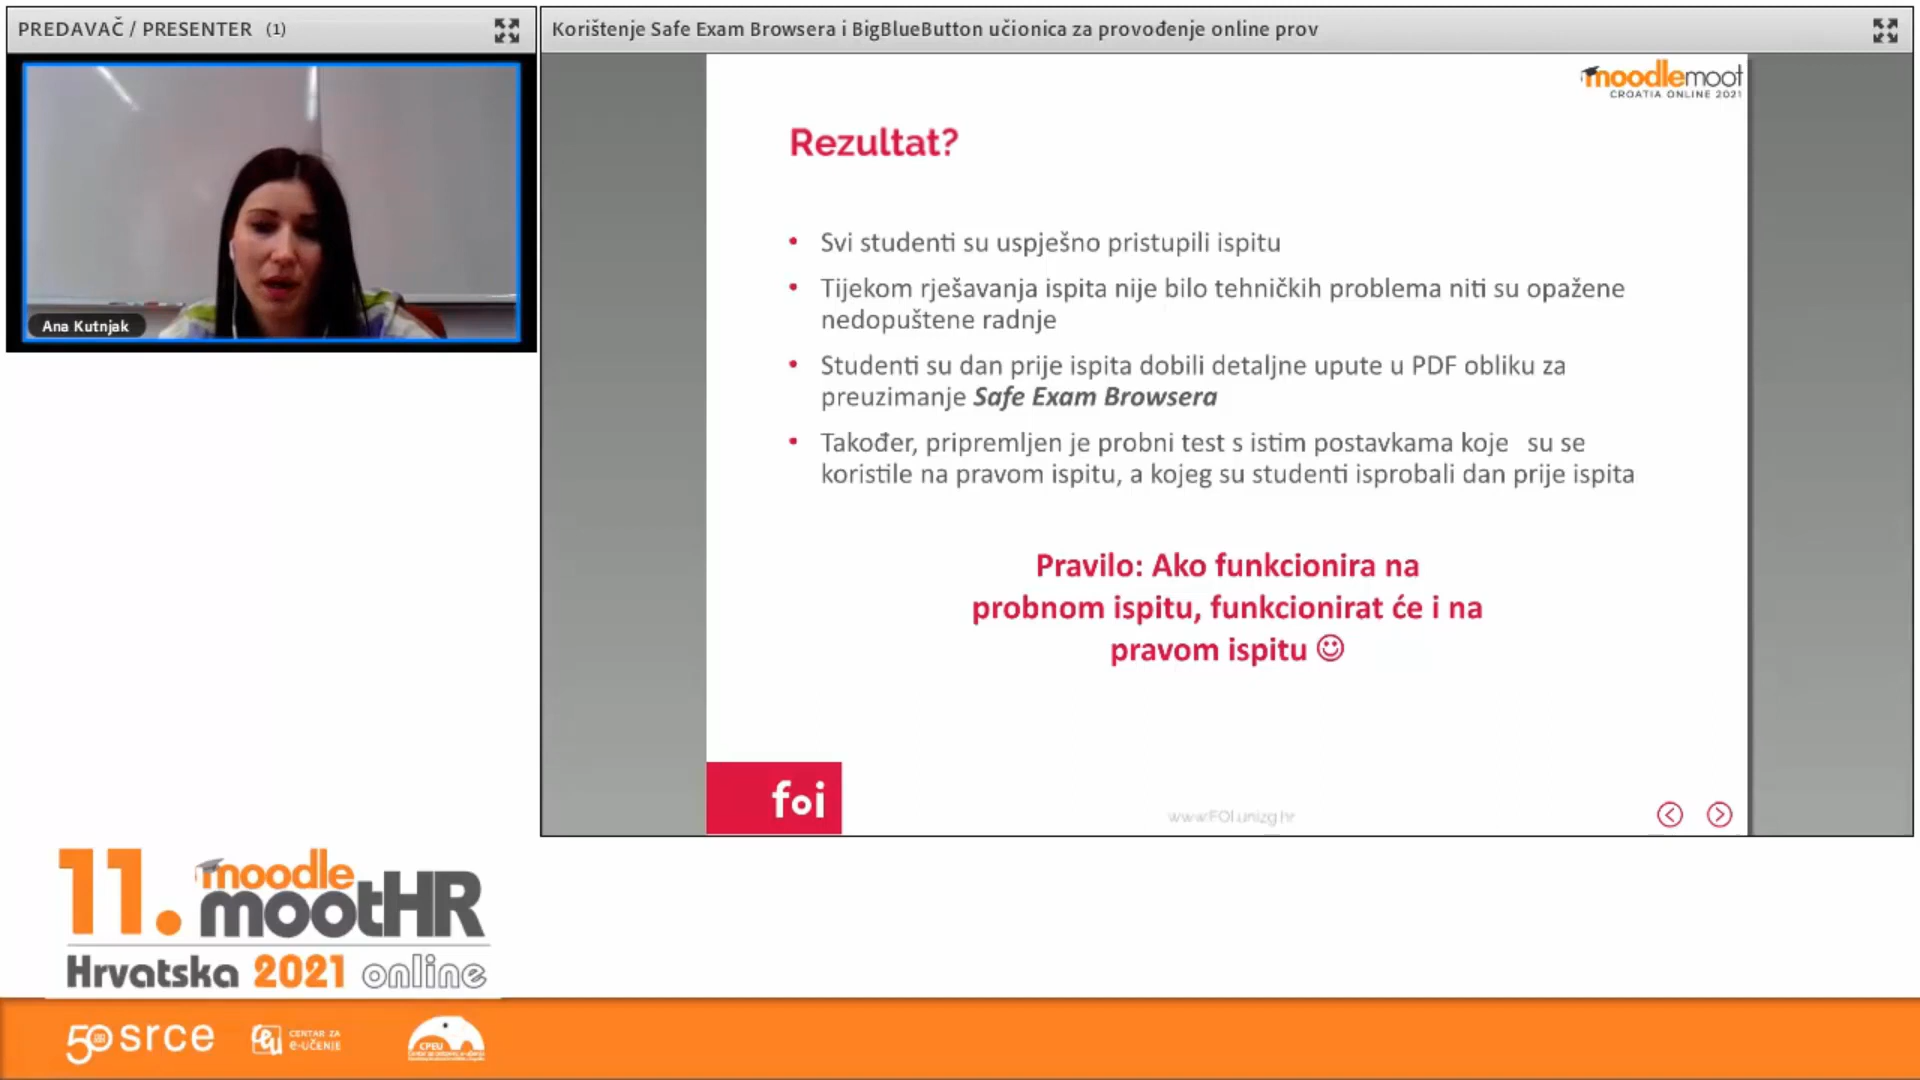 PREDAVAČ / PRESENTER (1)
Ana Kutnjak
Korištenje Safe Exam Browsera i BigBlueButton učionica za provođenje online prov
moodlemoot
CROATIA ONLINE 2021
Rezultat?
• Svi studenti su uspješno pristupili ispitu
• Tijekom rješavanja ispita nije bilo tehničkih problema niti su opažene
nedopuštene radnje
• Studenti su dan prije ispita dobili detaljne upute u PDF obliku za
preuzimanje Safe Exam Browsera
• Također, pripremljen je probni test s istim postavkama koje su se
koristile na pravom ispitu, a kojeg su studenti isprobali dan prije ispita
Pravilo: Ako funkcionira na
probnom ispitu, funkcionirat će i na
pravom ispitu ☺
foi
www.FOI.unizg.hr
11. moodle
mootHR
Hrvatska 2021 online
50 srce
CENTAR ZA
e-UČENJE
CPEU